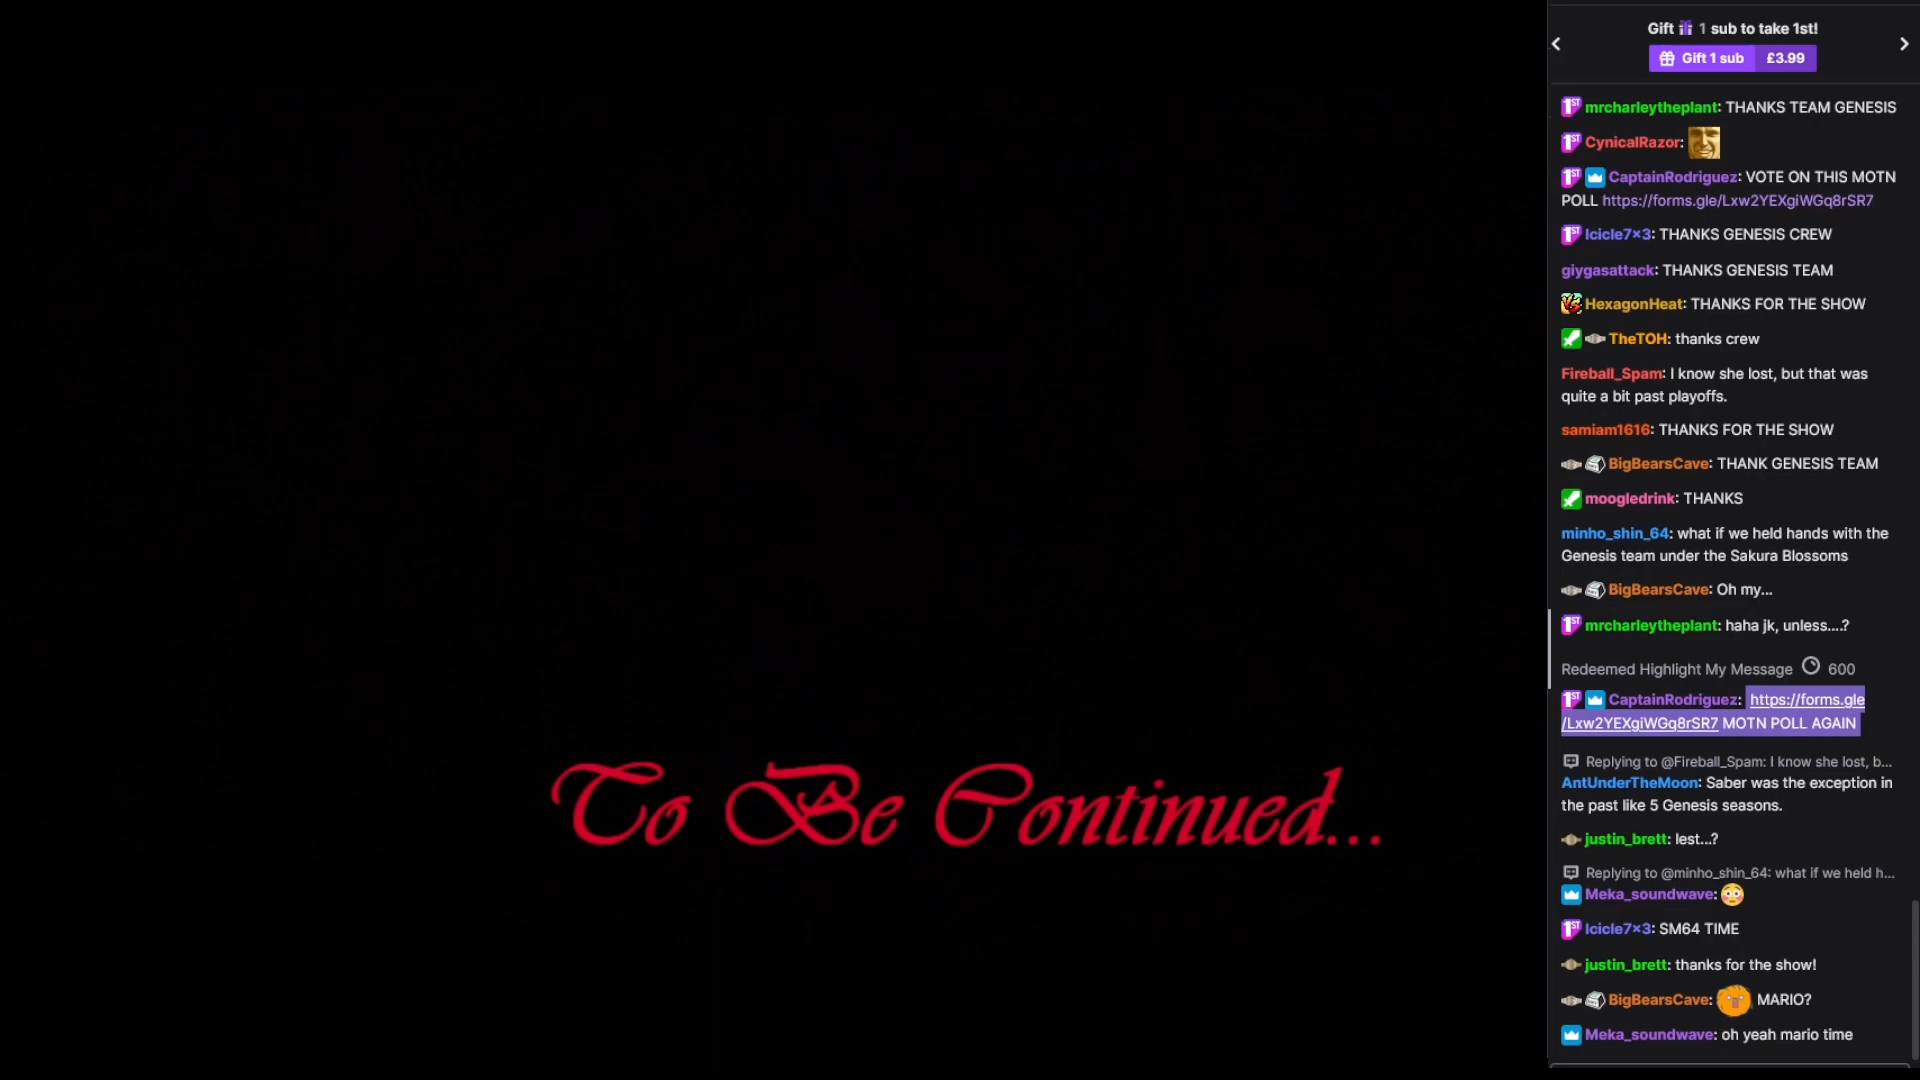 Gift 1 sub to take 1st!
Gift 1 sub £3.99
mrcharleytheplant: THANKS TEAM GENESIS
CynicalRazor:
CaptainRodriguez: VOTE ON THIS MOTN
POLL https://forms.gle/Lxw2YEXgiWGq8rSR7
Icicle7x3: THANKS GENESIS CREW
giygasattack: THANKS GENESIS TEAM
HexagonHeat: THANKS FOR THE SHOW
TheTOH: thanks crew
Fireball_Spam: I know she lost, but that was
quite a bit past playoffs.
samiam1616: THANKS FOR THE SHOW
BigBearsCave: THANK GENESIS TEAM
moogledrink: THANKS
minho_shin_64: what if we held hands with the
Genesis team under the Sakura Blossoms
BigBearsCave: Oh my...
mrcharleytheplant: haha jk, unless....?
Redeemed Highlight My Message 600
CaptainRodriguez: https://forms.gle
/Lxw2YEXgiWGq8rSR7 MOTN POLL AGAIN
Replying to @Fireball_Spam: I know she lost, b...
AntUnderTheMoon: Saber was the exception in
the past like 5 Genesis seasons.
justin_brett: lest...?
Replying to @minho_shin_64: what if we held h...
Meka_soundwave:
Icicle7x3: SM64 TIME
justin_brett: thanks for the show!
BigBearsCave: MARIO?
Meka_soundwave: oh yeah mario time
To Be Continued...